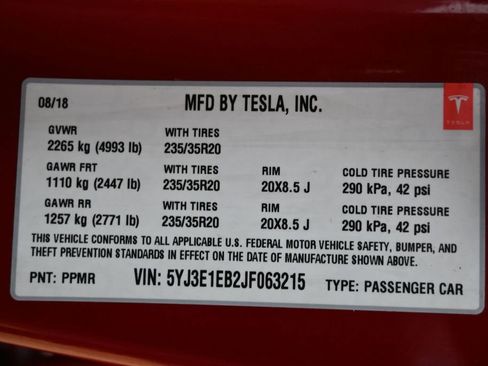 08/18 MFD BY TESLA, INC.
TESLA
GVWR WITH TIRES
2265 kg (4993 lb) 235/35R20
GAWR FRT WITH TIRES RIM COLD TIRE PRESSURE
1110 kg (2447 lb) 235/35R20 20X8.5 J 290 kPa, 42 psi
GAWR RR WITH TIRES RIM COLD TIRE PRESSURE
1257 kg (2771 lb) 235/35R20 20X8.5 J 290 kPa, 42 psi
THIS VEHICLE CONFORMS TO ALL APPLICABLE U.S. FEDERAL MOTOR VEHICLE SAFETY, BUMPER, AND
THEFT PREVENTION STANDARDS IN EFFECT ON THE DATE OF MANUFACTURE SHOWN ABOVE.
PNT: PPMR VIN: 5YJ3E1EB2JF063215 TYPE: PASSENGER CAR